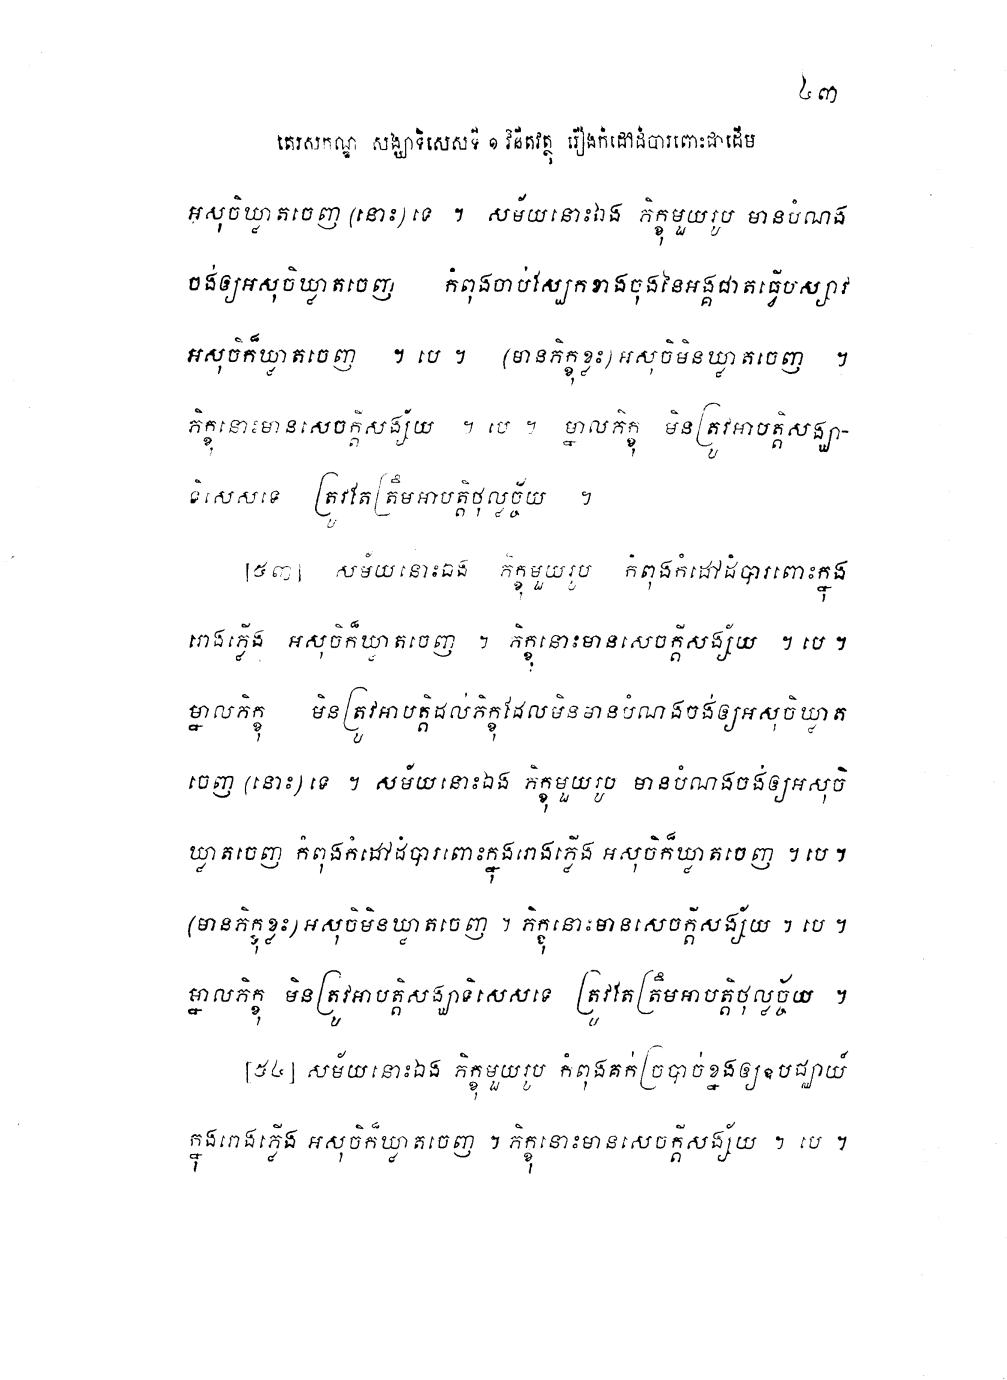 ៤៣
តេរសកណ្ឌ សង្ឃាទិសេសទី ១ វិនីតវត្ថុ រឿងកំដៅដំបារពោះជាដើម
អសុចិឃ្លាតចេញ (នោះ) ទេ ។ សម័យនោះឯង ភិក្ខុមួយរូប មានបំណង
ចង់ឲ្យអសុចិឃ្លាតចេញ កំពុងចាប់ស្បែកខាងចុងនៃអង្គជាតធ្វើបស្សាវ
អសុចិក៏ឃ្លាតចេញ ។ បេ ។ (មានភិក្ខុខ្លះ) អសុចិមិនឃ្លាតចេញ ។
ភិក្ខុនោះមានសេចក្តីសង្ស័យ ។ បេ ។ ម្នាលភិក្ខុ មិនត្រូវអាបត្តិសង្ឃា-
ទិសេសទេ ត្រូវតែត្រឹមអាបត្តិថុល្លច្ច័យ ។
[៥៣] សម័យនោះឯង ភិក្ខុមួយរូប កំពុងកំដៅដំបារពោះក្នុង
រោងភ្លើង អសុចិក៏ឃ្លាតចេញ ។ ភិក្ខុនោះមានសេចក្តីសង្ស័យ ។ បេ ។
ម្នាលភិក្ខុ មិនត្រូវអាបត្តិដល់ភិក្ខុដែលមិនមានបំណងចង់ឲ្យអសុចិឃ្លាត
ចេញ (នោះ) ទេ ។ សម័យនោះឯង ភិក្ខុមួយរូប មានបំណងចង់ឲ្យអសុចិ
ឃ្លាតចេញ កំពុងកំដៅដំបារពោះក្នុងរោងភ្លើង អសុចិក៏ឃ្លាតចេញ ។ បេ ។
(មានភិក្ខុខ្លះ) អសុចិមិនឃ្លាតចេញ ។ ភិក្ខុនោះមានសេចក្តីសង្ស័យ ។ បេ ។
ម្នាលភិក្ខុ មិនត្រូវអាបត្តិសង្ឃាទិសេសទេ ត្រូវតែត្រឹមអាបត្តិថុល្លច្ច័យ ។
[៥៤] សម័យនោះឯង ភិក្ខុមួយរូប កំពុងគក់ច្របាច់ខ្នងឲ្យឧបជ្ឈាយ៍
ក្នុងរោងភ្លើង អសុចិក៏ឃ្លាតចេញ ។ ភិក្ខុនោះមានសេចក្តីសង្ស័យ ។ បេ ។